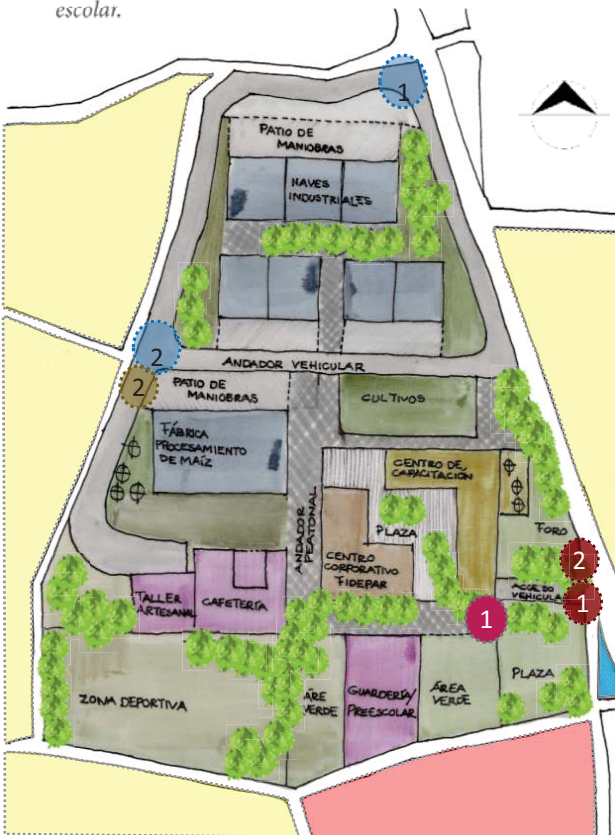 escolar.
1
PATIO DE
MANIOBRAS
NAVES
INDUSTRIALES
2
ANDADOR VEHICULAR
2
PATIO DE
MANIOBRAS
CULTIVOS
FÁBRICA
PROCESAMIENTO
DE MAÍZ
CENTRO DE
CAPACITACIÓN
PLAZA
FORO
ANDADOR
PEATONAL
CENTRO
CORPORATIVO
FIDEPAR
2
ACCESO
VEHICULAR
1
1
TALLER
ARTESANAL
CAFETERÍA
ZONA DEPORTIVA
VERDE
GUARDERÍA/
PREESCOLAR
ÁREA
VERDE
PLAZA